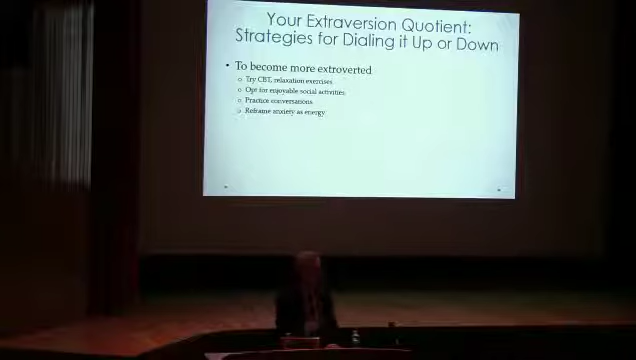 Your Extraversion Quotient:
Strategies for Dialing it Up or Down
• To become more extroverted
o Try CBT, relaxation exercises
o Opt for enjoyable social activities
o Practice conversations
o Reframe anxiety as energy